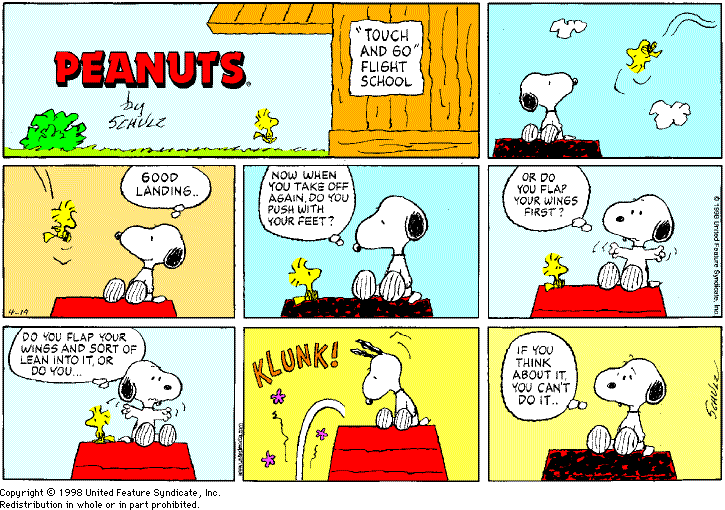 PEANUTS
®
by
SCHULZ
"TOUCH
AND GO"
FLIGHT
SCHOOL
GOOD
LANDING..
4-19
NOW WHEN
YOU TAKE OFF
AGAIN, DO YOU
PUSH WITH
YOUR FEET?
OR DO
YOU FLAP
YOUR WINGS
FIRST?
© 1998 United Feature Syndicate, Inc.
DO YOU FLAP YOUR
WINGS AND SORT OF
LEAN INTO IT, OR
DO YOU...
KLUNK!
IF YOU
THINK
ABOUT IT,
YOU CAN'T
DO IT..
SCHULZ
Copyright © 1998 United Feature Syndicate, Inc.
Redistribution in whole or in part prohibited.